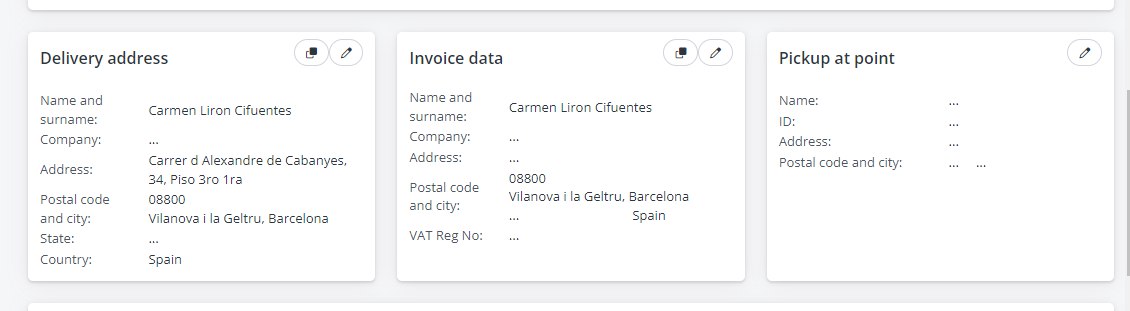 Delivery address
Name and
surname:
Carmen Liron Cifuentes
Company:
...
Address:
Carrer d Alexandre de Cabanyes,
34, Piso 3ro 1ra
Postal code
and city:
08800
Vilanova i la Geltru, Barcelona
State:
...
Country:
Spain
Invoice data
Name and
surname:
Carmen Liron Cifuentes
Company:
...
Address:
...
Postal code
and city:
08800
Vilanova i la Geltru, Barcelona
... Spain
VAT Reg No:
...
Pickup at point
Name:
...
ID:
...
Address:
...
Postal code and city:
... ...